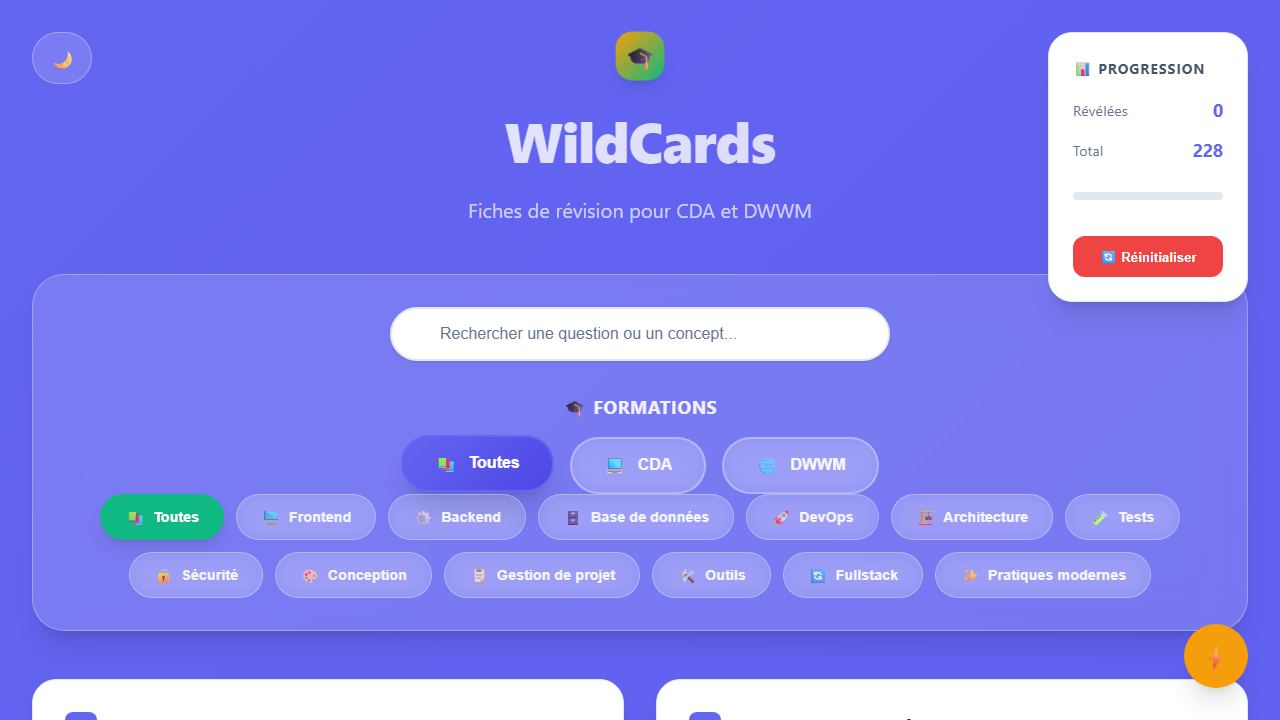 WildCards
Fiches de révision pour CDA et DWWM
PROGRESSION
Révélées 0
Total 228
Réinitialiser
Rechercher une question ou un concept...
FORMATIONS
Toutes CDA DWWM
Toutes Frontend Backend Base de données DevOps Architecture Tests
Sécurité Conception Gestion de projet Outils Fullstack Pratiques modernes